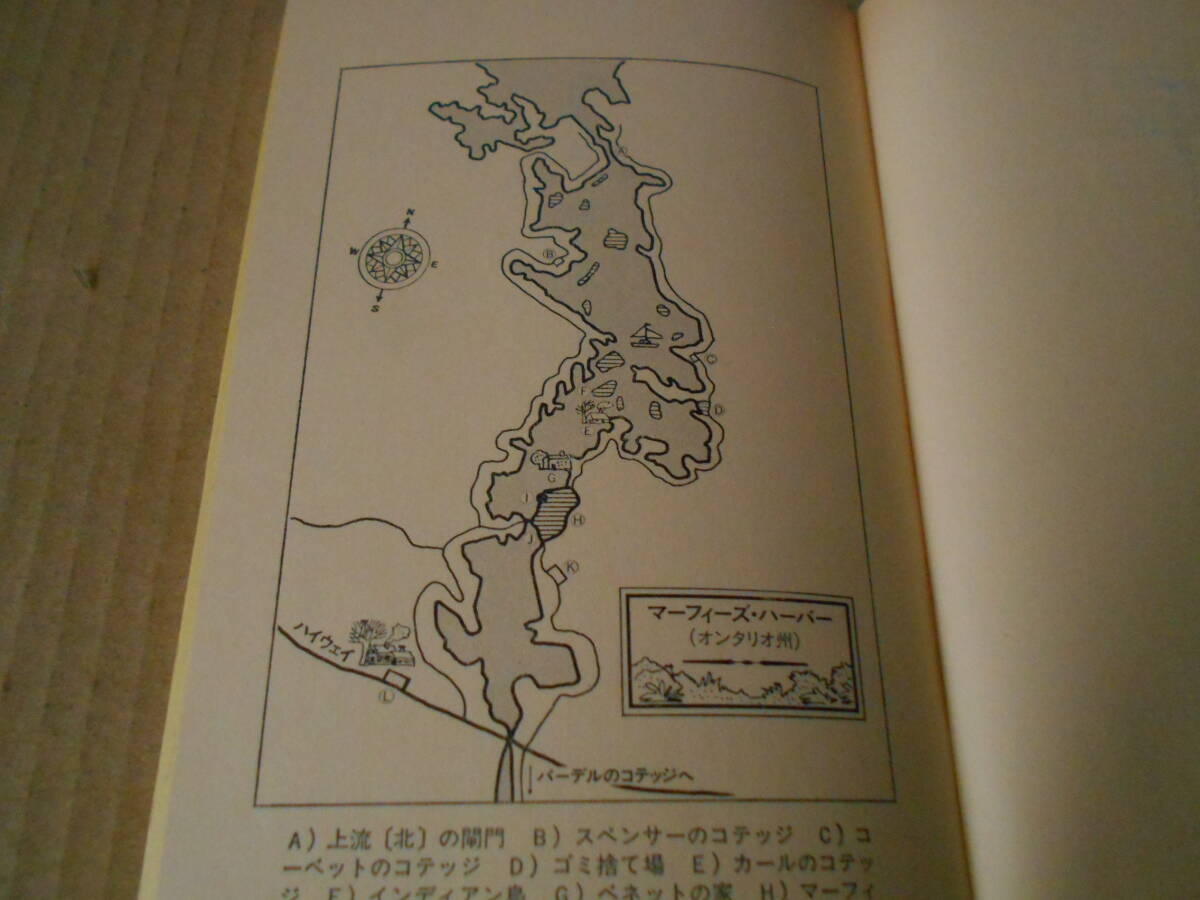 N
W
E
S
Ⓐ
Ⓑ
Ⓒ
F
Ⓓ
E
G
I
Ⓗ
J
Ⓚ
マーフィーズ・ハーバー
(オンタリオ州)
ハイウェイ
Ⓛ
バーデルのコテッジへ
A)上流〔北〕の閘門 B)スペンサーのコテッジ C)コ
ーベットのコテッジ D)ゴミ捨て場 E)カールのコテッ
ジ F)インディアン島 G)ベネットの家 H)マーフィ